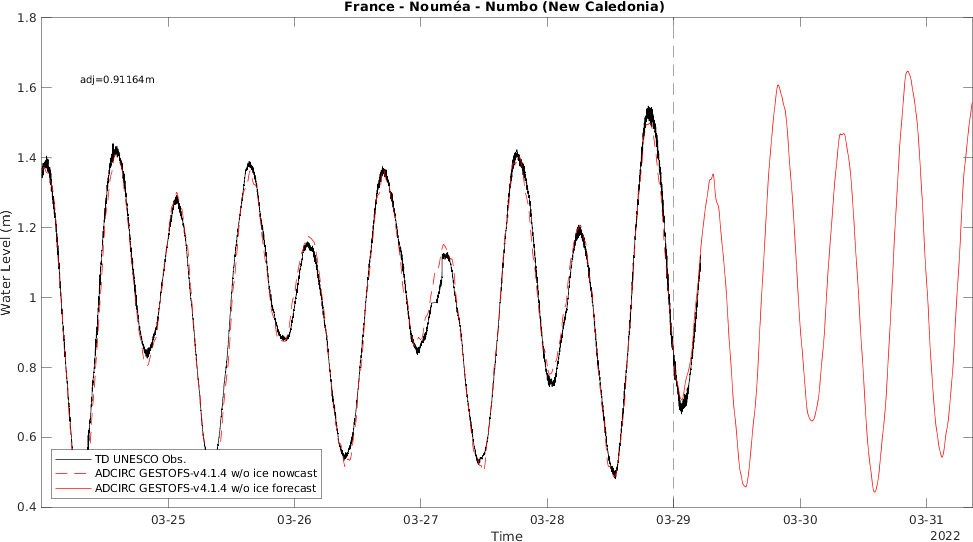 France - Nouméa - Numbo (New Caledonia)
1.8
1.6
1.4
1.2
1
0.8
0.6
0.4
Water Level (m)
adj=0.91164m
TD UNESCO Obs.
ADCIRC GESTOFS-v4.1.4 w/o ice nowcast
ADCIRC GESTOFS-v4.1.4 w/o ice forecast
03-25 03-26 03-27 03-28 03-29 03-30 03-31
2022
Time